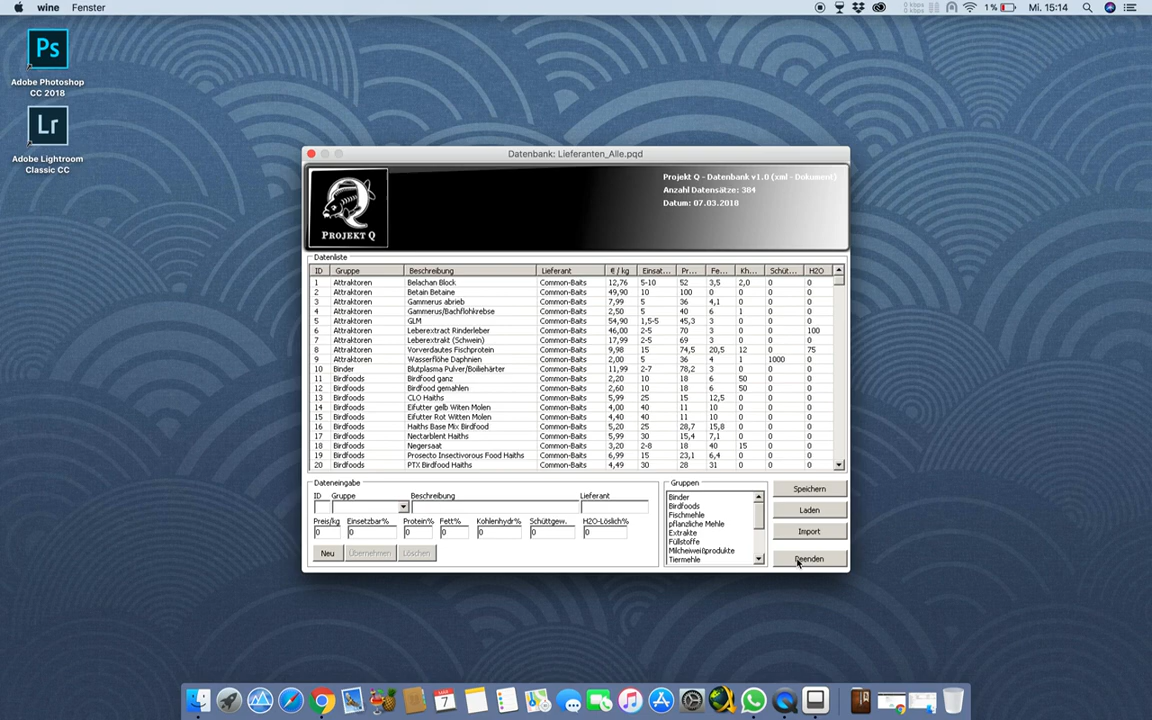 wine Fenster
0 kbps
0 kbps
1 % Mi. 15:14
Ps
Adobe Photoshop
CC 2018
Lr
Adobe Lightroom
Classic CC
Datenbank: Lieferanten_Alle.pqd
PROJEKT Q
Projekt Q - Datenbank v1.0 (xml - Dokument)
Anzahl Datensätze: 384
Datum: 07.03.2018
Datenliste
ID Gruppe Beschreibung Lieferant € / kg Einsat... Pr... Fe... Kh... Schüt... H2O
1 Attraktoren Belachan Block Common-Baits 12,76 5-10 52 3,5 2,0 0 0
2 Attraktoren Betain Betaine Common-Baits 49,90 10 100 0 0 0 0
3 Attraktoren Gammerus abrieb Common-Baits 7,99 5 36 4,1 0 0 0
4 Attraktoren Gammerus/Bachflohkrebse Common-Baits 2,50 5 40 6 1 0 0
5 Attraktoren GLM Common-Baits 54,90 1,5-5 45,3 3 0 0 0
6 Attraktoren Leberextract Rinderleber Common-Baits 46,00 2-5 70 3 0 0 100
7 Attraktoren Leberextrakt (Schwein) Common-Baits 17,99 2-5 69 3 0 0 0
8 Attraktoren Vorverdautes Fischprotein Common-Baits 9,98 15 74,5 20,5 12 0 75
9 Attraktoren Wasserflöhe Daphnien Common-Baits 2,00 5 36 4 1 1000 0
10 Binder Blutplasma Pulver/Boiliehärter Common-Baits 11,99 2-7 78,2 3 0 0 0
11 Birdfoods Birdfood ganz Common-Baits 2,20 10 18 6 50 0 0
12 Birdfoods Birdfood gemahlen Common-Baits 2,60 10 18 6 50 0 0
13 Birdfoods CLO Haiths Common-Baits 5,99 25 15 12,5 0 0 0
14 Birdfoods Eifutter gelb Witen Molen Common-Baits 4,00 40 11 10 0 0 0
15 Birdfoods Eifutter Rot Witten Molen Common-Baits 4,40 40 11 10 0 0 0
16 Birdfoods Haiths Base Mix Birdfood Common-Baits 5,20 25 28,7 15,8 0 0 0
17 Birdfoods Nectarblent Haiths Common-Baits 5,99 30 15,4 7,1 0 0 0
18 Birdfoods Negersaat Common-Baits 3,20 2-8 18 40 15 0 0
19 Birdfoods Prosecto Insectivorous Food Haiths Common-Baits 6,99 15 23,1 6,4 0 0 0
20 Birdfoods PTX Birdfood Haiths Common-Baits 4,49 30 28 31 0 0 0
Dateneingabe
ID Gruppe Beschreibung Lieferant
Preis/kg Einsetzbar% Protein% Fett% Kohlenhydr% Schüttgew. H2O-Löslich%
0 0 0 0 0 0 0
Neu Übernehmen Löschen
Gruppen
Binder
Birdfoods
Fischmehle
pflanzliche Mehle
Extrakte
Füllstoffe
Milcheiweißprodukte
Tiermehle
Speichern
Laden
Import
Beenden